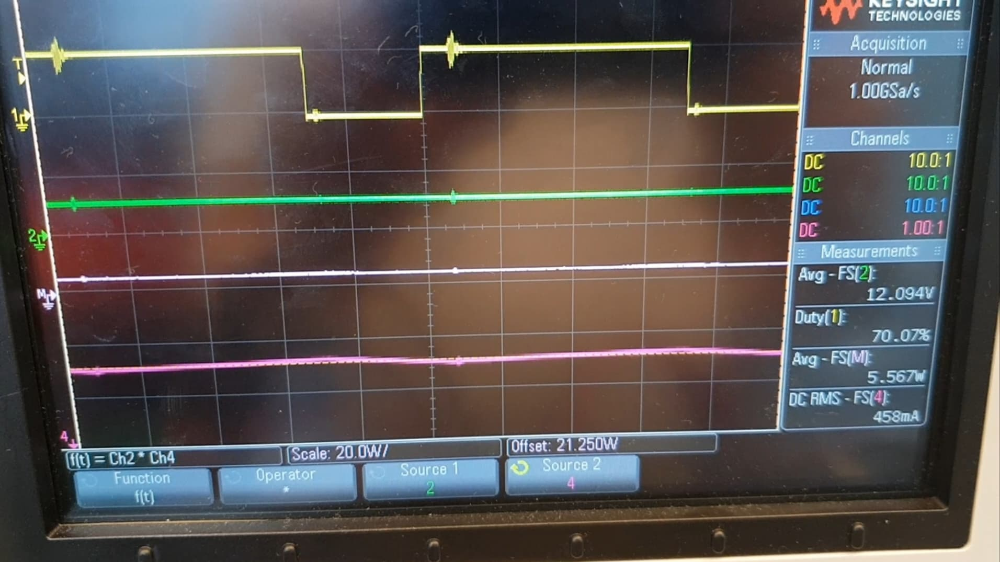 KEYSIGHT
TECHNOLOGIES
Acquisition
Normal
1.00GSa/s
Channels
DC 10.0:1
DC 10.0:1
DC 10.0:1
DC 1.00:1
Measurements
Avg - FS(2):
12.094V
Duty(1):
70.07%
Avg - FS(M):
5.567W
DC RMS - FS(4):
458mA
T
1
2
M
4
f(t) = Ch2 * Ch4
Scale: 20.0W/
Offset: 21.250W
Function
f(t)
Operator
*
Source 1
2
Source 2
4